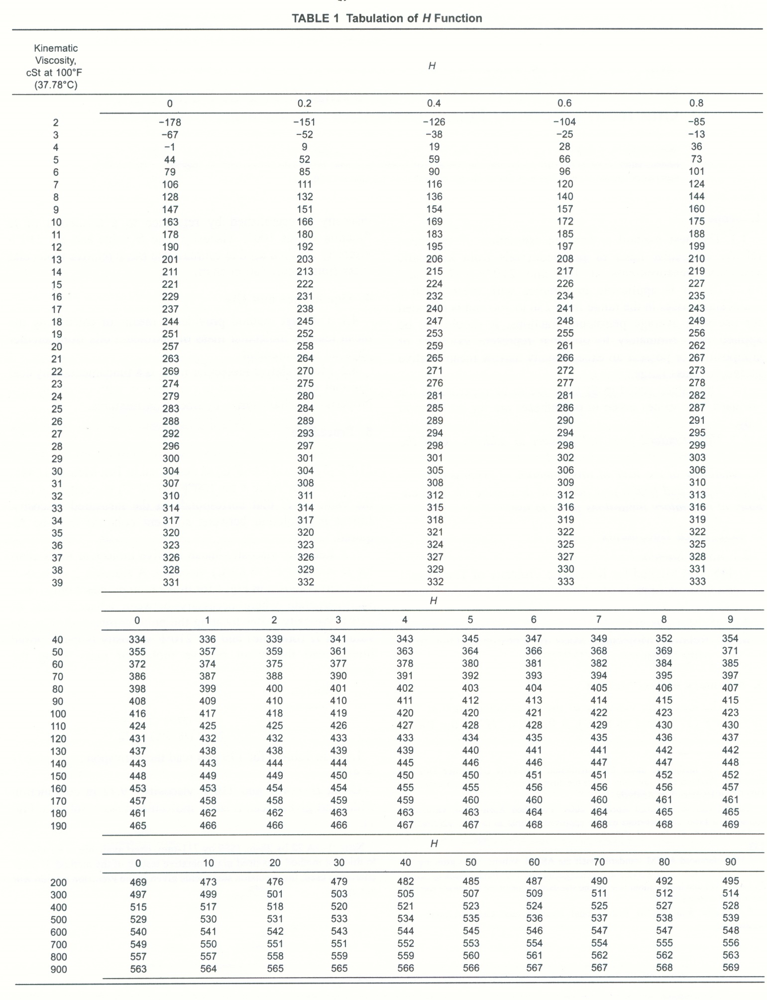 TABLE 1 Tabulation of H Function
Kinematic
Viscosity,
cSt at 100°F
(37.78°C)
H
0 0.2 0.4 0.6 0.8
2 −178 −151 −126 −104 −85
3 −67 −52 −38 −25 −13
4 −1 9 19 28 36
5 44 52 59 66 73
6 79 85 90 96 101
7 106 111 116 120 124
8 128 132 136 140 144
9 147 151 154 157 160
10 163 166 169 172 175
11 178 180 183 185 188
12 190 192 195 197 199
13 201 203 206 208 210
14 211 213 215 217 219
15 221 222 224 226 227
16 229 231 232 234 235
17 237 238 240 241 243
18 244 245 247 248 249
19 251 252 253 255 256
20 257 258 259 261 262
21 263 264 265 266 267
22 269 270 271 272 273
23 274 275 276 277 278
24 279 280 281 281 282
25 283 284 285 286 287
26 288 289 289 290 291
27 292 293 294 294 295
28 296 297 298 298 299
29 300 301 301 302 303
30 304 304 305 306 306
31 307 308 308 309 310
32 310 311 312 312 313
33 314 314 315 316 316
34 317 317 318 319 319
35 320 320 321 322 322
36 323 323 324 325 325
37 326 326 327 327 328
38 328 329 329 330 331
39 331 332 332 333 333
H
0 1 2 3 4 5 6 7 8 9
40 334 336 339 341 343 345 347 349 352 354
50 355 357 359 361 363 364 366 368 369 371
60 372 374 375 377 378 380 381 382 384 385
70 386 387 388 390 391 392 393 394 395 397
80 398 399 400 401 402 403 404 405 406 407
90 408 409 410 410 411 412 413 414 415 415
100 416 417 418 419 420 420 421 422 423 423
110 424 425 425 426 427 428 428 429 430 430
120 431 432 432 433 433 434 435 435 436 437
130 437 438 438 439 439 440 441 441 442 442
140 443 443 444 444 445 446 446 447 447 448
150 448 449 449 450 450 450 451 451 452 452
160 453 453 454 454 455 455 456 456 456 457
170 457 458 458 459 459 460 460 460 461 461
180 461 462 462 463 463 463 464 464 465 465
190 465 466 466 466 467 467 468 468 468 469
H
0 10 20 30 40 50 60 70 80 90
200 469 473 476 479 482 485 487 490 492 495
300 497 499 501 503 505 507 509 511 512 514
400 515 517 518 520 521 523 524 525 527 528
500 529 530 531 533 534 535 536 537 538 539
600 540 541 542 543 544 545 546 547 547 548
700 549 550 551 551 552 553 554 554 555 556
800 557 557 558 559 559 560 561 562 562 563
900 563 564 565 565 566 566 567 567 568 569